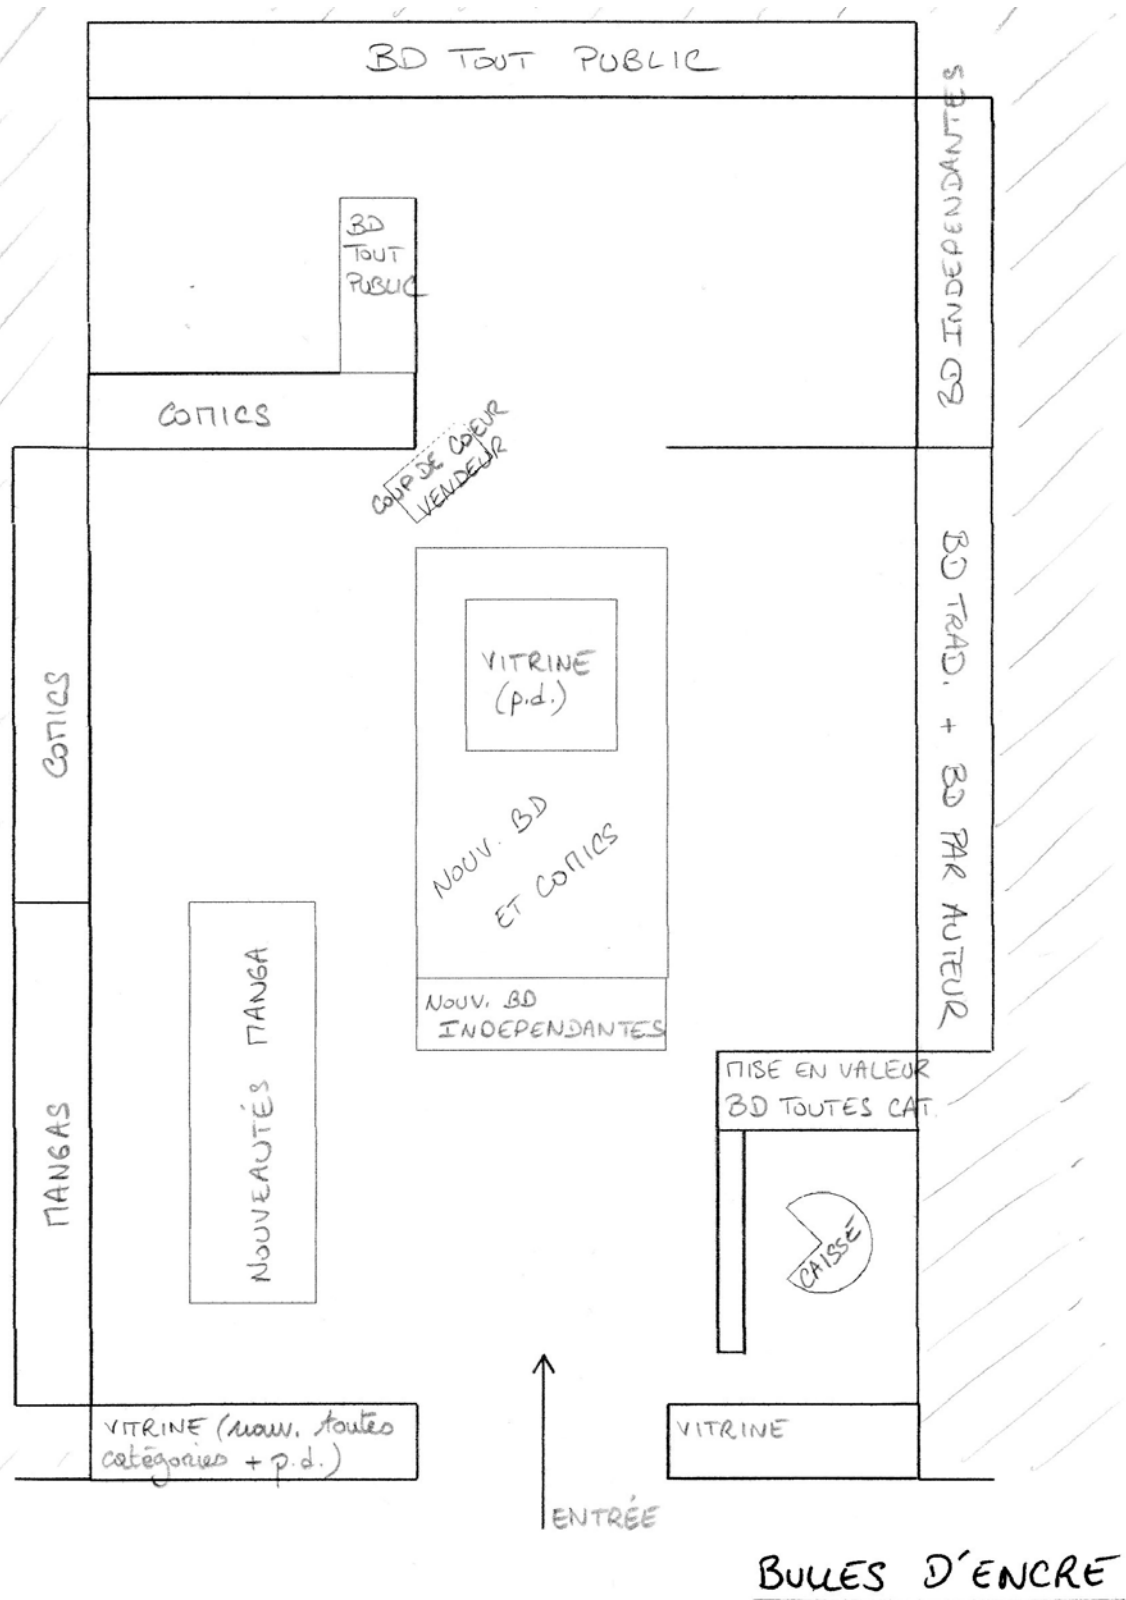 BD TOUT PUBLIC
BD INDEPENDANTES
BD
TOUT
PUBLIC
COMICS
COUP DE COEUR
VENDEUR
COMICS
VITRINE
(p.d.)
BD TRAD. + BD PAR AUTEUR
NOUV. BD
ET COMICS
NOUV. BD
INDEPENDANTES
NOUVEAUTÉS MANGA
MANGAS
MISE EN VALEUR
BD TOUTES CAT.
CAISSE
VITRINE (nouv. toutes
catégories + p.d.)
VITRINE
ENTRÉE
BULLES D'ENCRE